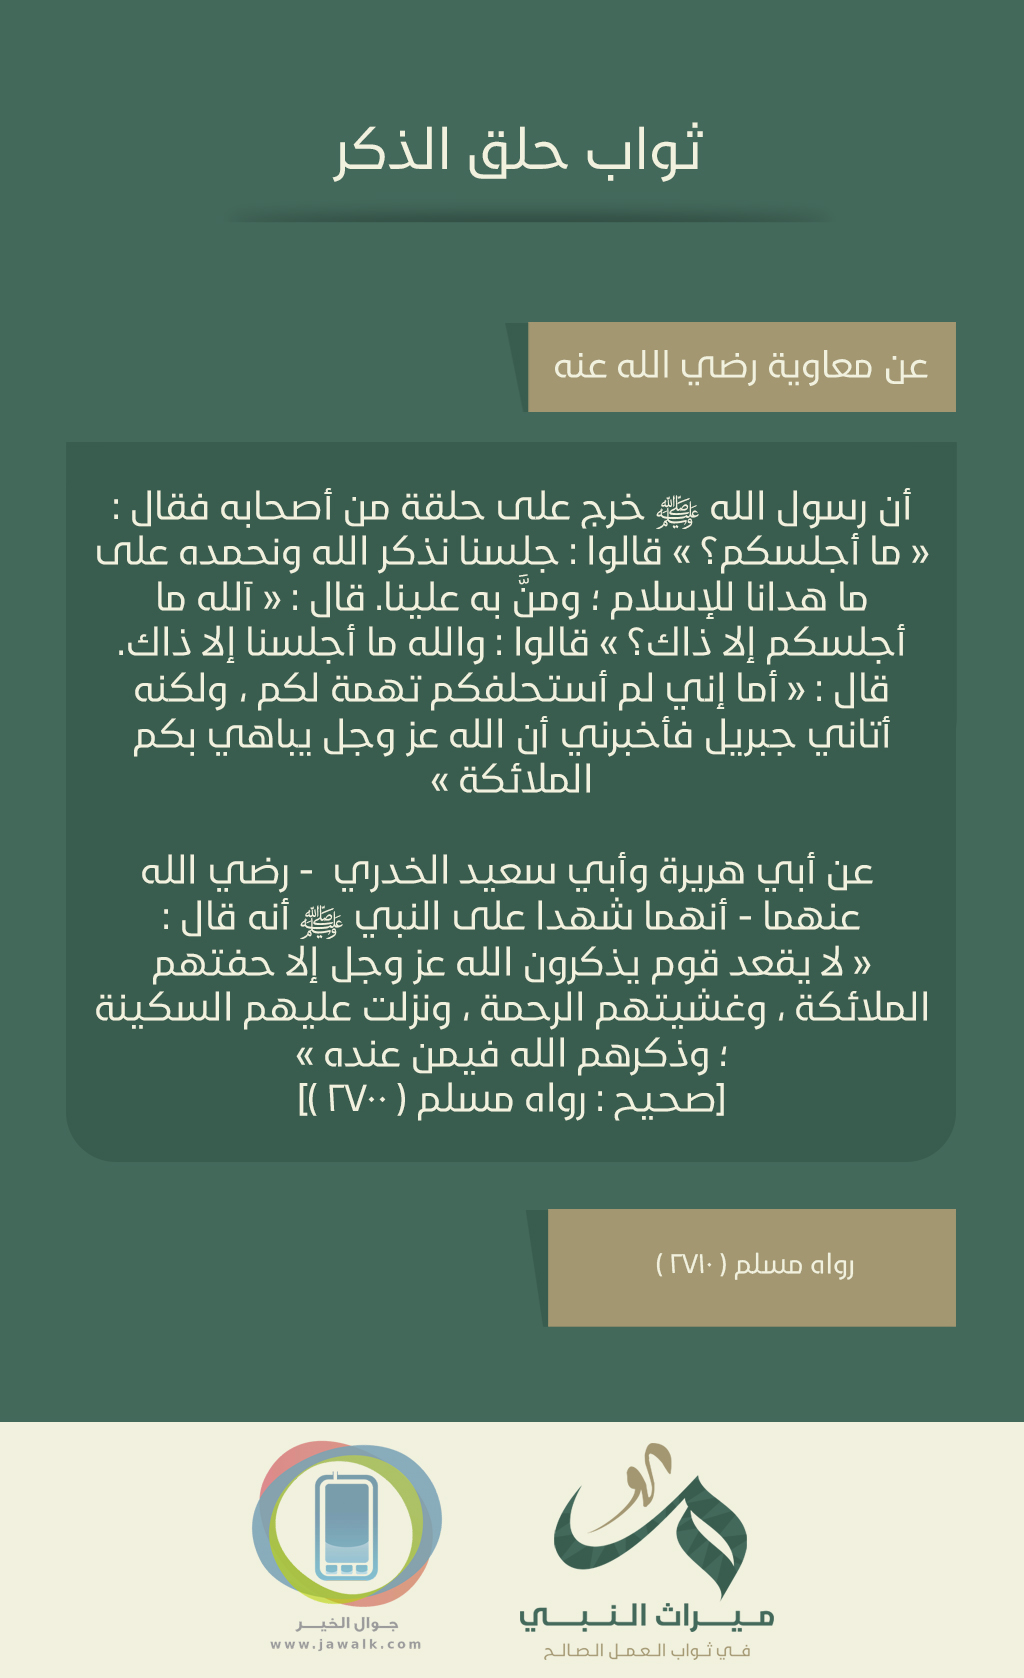 ثواب حلق الذكر
عن معاوية رضي الله عنه
أن رسول الله ﷺ خرج على حلقة من أصحابه فقال :
« ما أجلسكم؟ » قالوا : جلسنا نذكر الله ونحمده على
ما هدانا للإسلام ؛ ومنَّ به علينا. قال : « آلله ما
أجلسكم إلا ذاك؟ » قالوا : والله ما أجلسنا إلا ذاك.
قال : « أما إني لم أستحلفكم تهمة لكم ، ولكنه
أتاني جبريل فأخبرني أن الله عز وجل يباهي بكم
الملائكة »
عن أبي هريرة وأبي سعيد الخدري - رضي الله
عنهما - أنهما شهدا على النبي ﷺ أنه قال :
« لا يقعد قوم يذكرون الله عز وجل إلا حفتهم
الملائكة ، وغشيتهم الرحمة ، ونزلت عليهم السكينة
؛ وذكرهم الله فيمن عنده »
[صحيح : رواه مسلم ( ٢٧٠٠ )]
رواه مسلم ( ٢٧١٠ )
ميراث النبي
في ثواب العمل الصالح
جوال الخير
www.jawalk.com